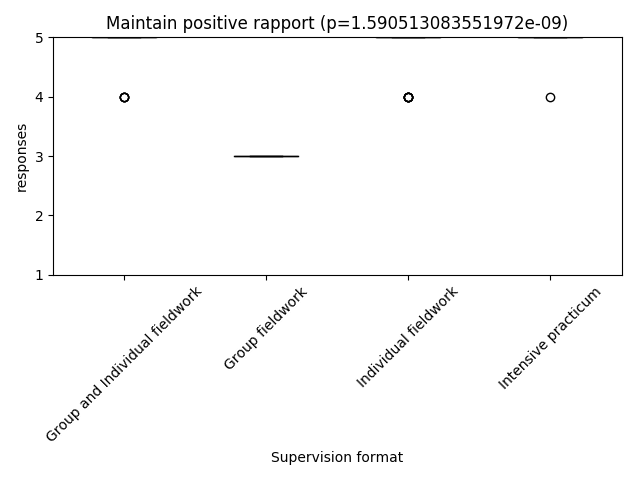 Maintain positive rapport (p=1.590513083551972e-09)
5
4
3
2
1
responses
Group and Individual fieldwork
Group fieldwork
Individual fieldwork
Intensive practicum
Supervision format